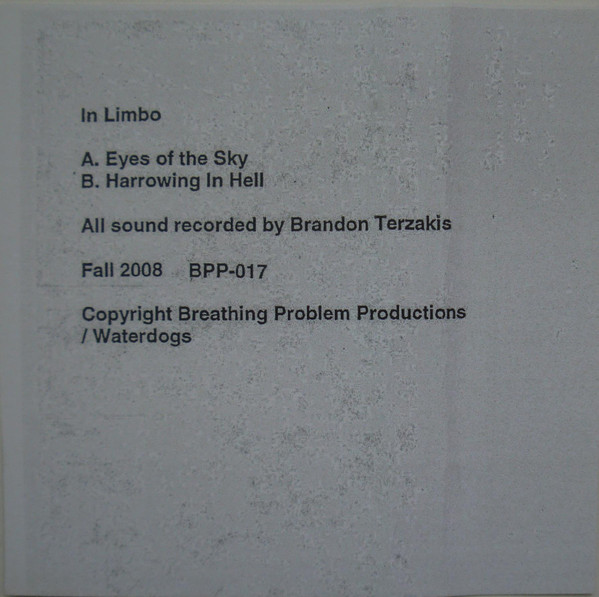 In Limbo
A. Eyes of the Sky
B. Harrowing In Hell
All sound recorded by Brandon Terzakis
Fall 2008 BPP-017
Copyright Breathing Problem Productions
/ Waterdogs